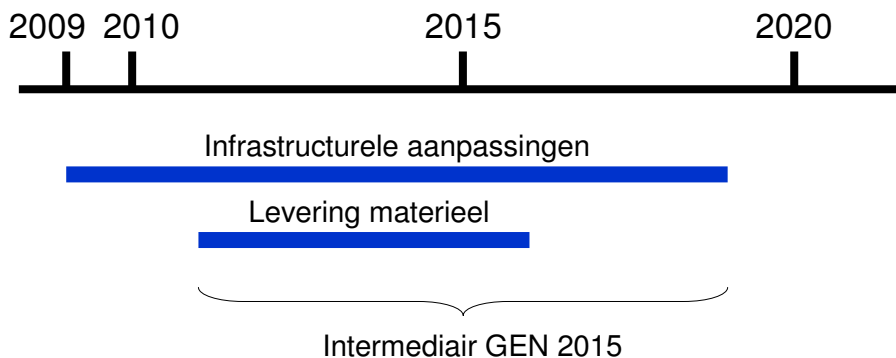 2009 2010 2015 2020
Infrastructurele aanpassingen
Levering materieel
Intermediair GEN 2015